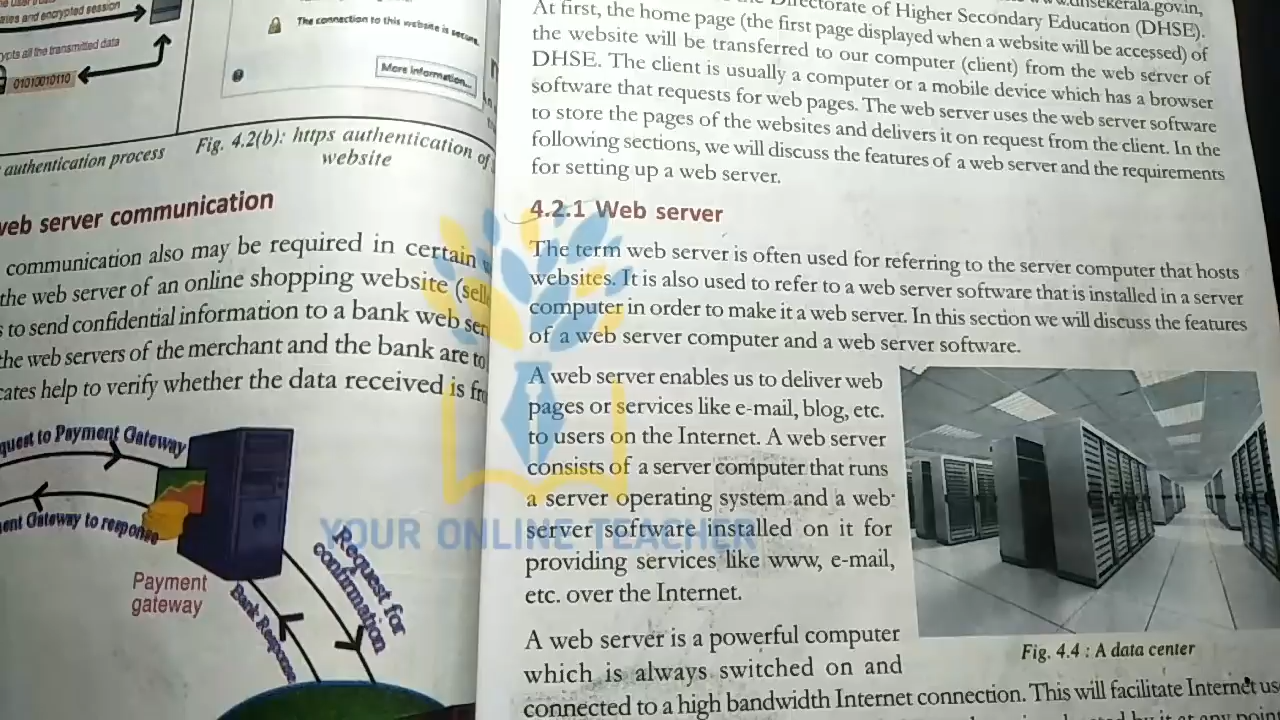 aries and encrypted session
all the transmitted data
01010010110
The connection to this website is secure.
More information...
authentication process
Fig. 4.2(b): https authentication of
website
web server communication
communication also may be required in certain
the web server of an online shopping website
to send confidential information to a bank web
the web servers of the merchant and the bank are to
help to verify whether the data received is
to Payment Gateway
Gateway to response
Payment
gateway
Request for
confirmation
Bank Response
Directorate of Higher Secondary Education (DHSE).
At first, the home page (the first page displayed when a website will be accessed) of
the website will be transferred to our computer (client) from the web server of
DHSE. The client is usually a computer or a mobile device which has a browser
software that requests for web pages. The web server uses the web server software
to store the pages of the websites and delivers it on request from the client. In the
following sections, we will discuss the features of a web server and the requirements
for setting up a web server.
4.2.1 Web server
The term web server is often used for referring to the server computer that hosts
websites. It is also used to refer to a web server software that is installed in a server
computer in order to make it a web server. In this section we will discuss the features
of a web server computer and a web server software.
A web server enables us to deliver web
pages or services like e-mail, blog, etc.
to users on the Internet. A web server
consists of a server computer that runs
a server operating system and a web
server software installed on it for
providing services like www, e-mail,
etc. over the Internet.
Fig. 4.4 : A data center
A web server is a powerful computer
which is always switched on and
connected to a high bandwidth Internet connection. This will facilitate Internet
YOUR ONLINE TEACHER